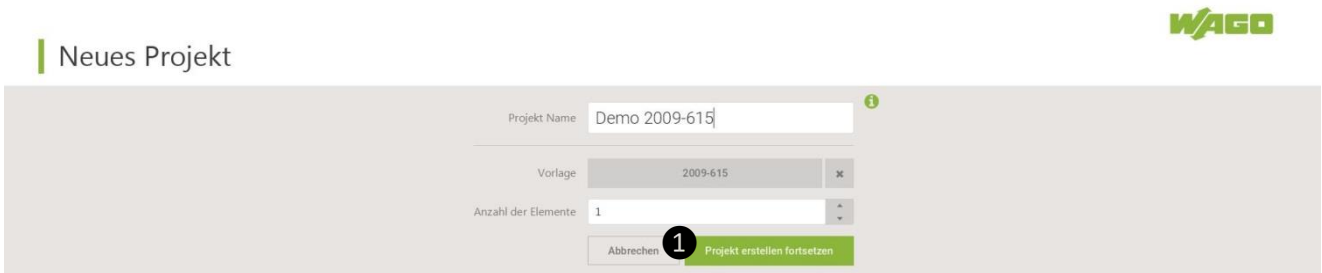 WAGO
Neues Projekt
Projekt Name Demo 2009-615
Vorlage 2009-615
Anzahl der Elemente 1
Abbrechen 1 Projekt erstellen fortsetzen